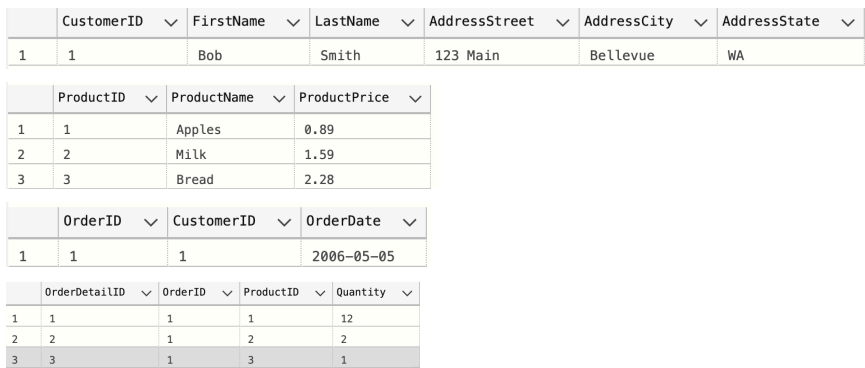 CustomerID FirstName LastName AddressStreet AddressCity AddressState
1 1 Bob Smith 123 Main Bellevue WA
ProductID ProductName ProductPrice
1 1 Apples 0.89
2 2 Milk 1.59
3 3 Bread 2.28
OrderID CustomerID OrderDate
1 1 1 2006-05-05
OrderDetailID OrderID ProductID Quantity
1 1 1 1 12
2 2 1 2 2
3 3 1 3 1